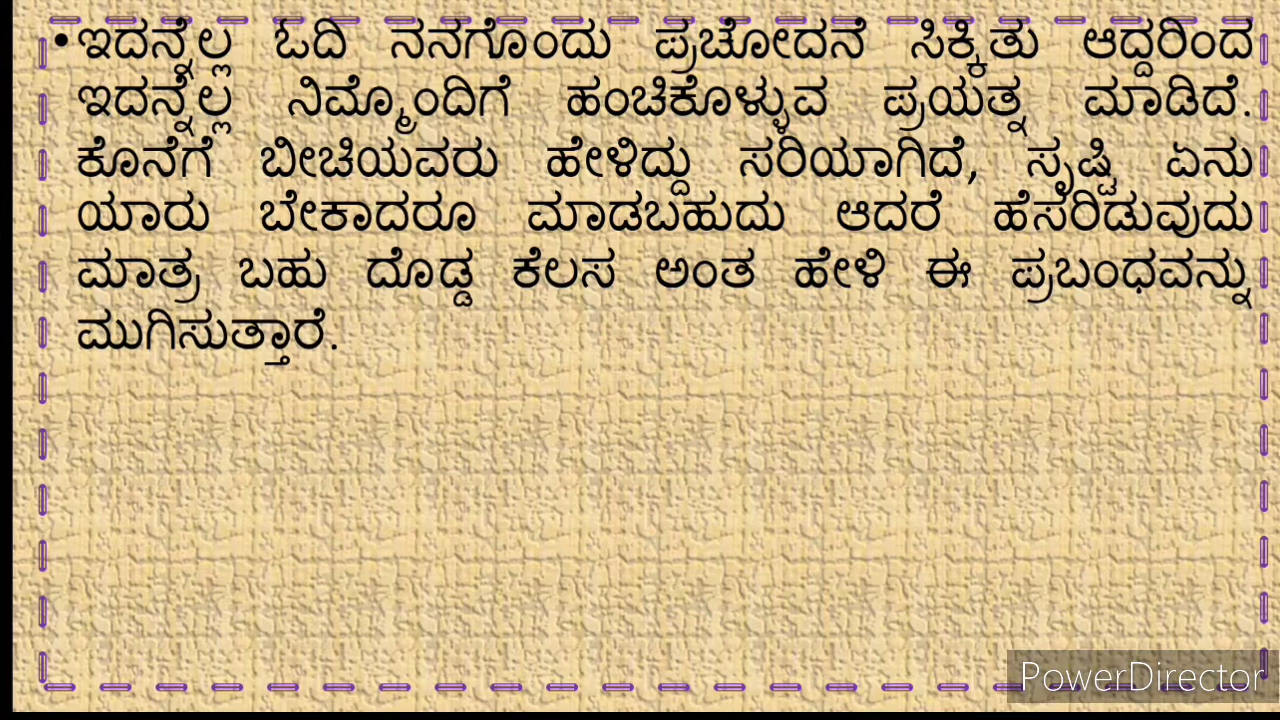 •ಇದನ್ನೆಲ್ಲ ಓದಿ ನನಗೊಂದು ಪ್ರಚೋದನೆ ಸಿಕ್ಕಿತು ಆದ್ದರಿಂದ
ಇದನ್ನೆಲ್ಲ ನಿಮ್ಮೊಂದಿಗೆ ಹಂಚಿಕೊಳ್ಳುವ ಪ್ರಯತ್ನ ಮಾಡಿದೆ.
ಕೊನೆಗೆ ಬೀಚಿಯವರು ಹೇಳಿದ್ದು ಸರಿಯಾಗಿದೆ, ಸೃಷ್ಟಿ ಏನು
ಯಾರು ಬೇಕಾದರೂ ಮಾಡಬಹುದು ಆದರೆ ಹೆಸರಿಡುವುದು
ಮಾತ್ರ ಬಹು ದೊಡ್ಡ ಕೆಲಸ ಅಂತ ಹೇಳಿ ಈ ಪ್ರಬಂಧವನ್ನು
ಮುಗಿಸುತ್ತಾರೆ.
PowerDirector